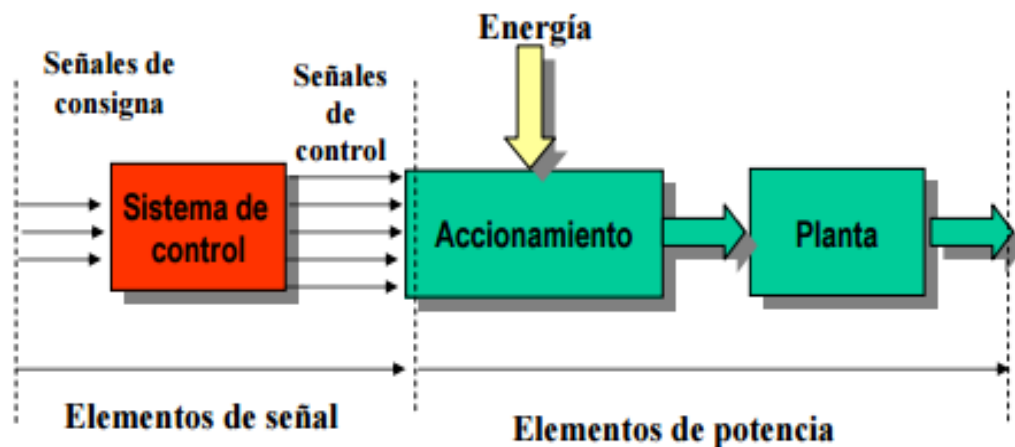 Energía
Señales de
consigna
Señales
de
control
Sistema de
control
Accionamiento
Planta
Elementos de señal
Elementos de potencia